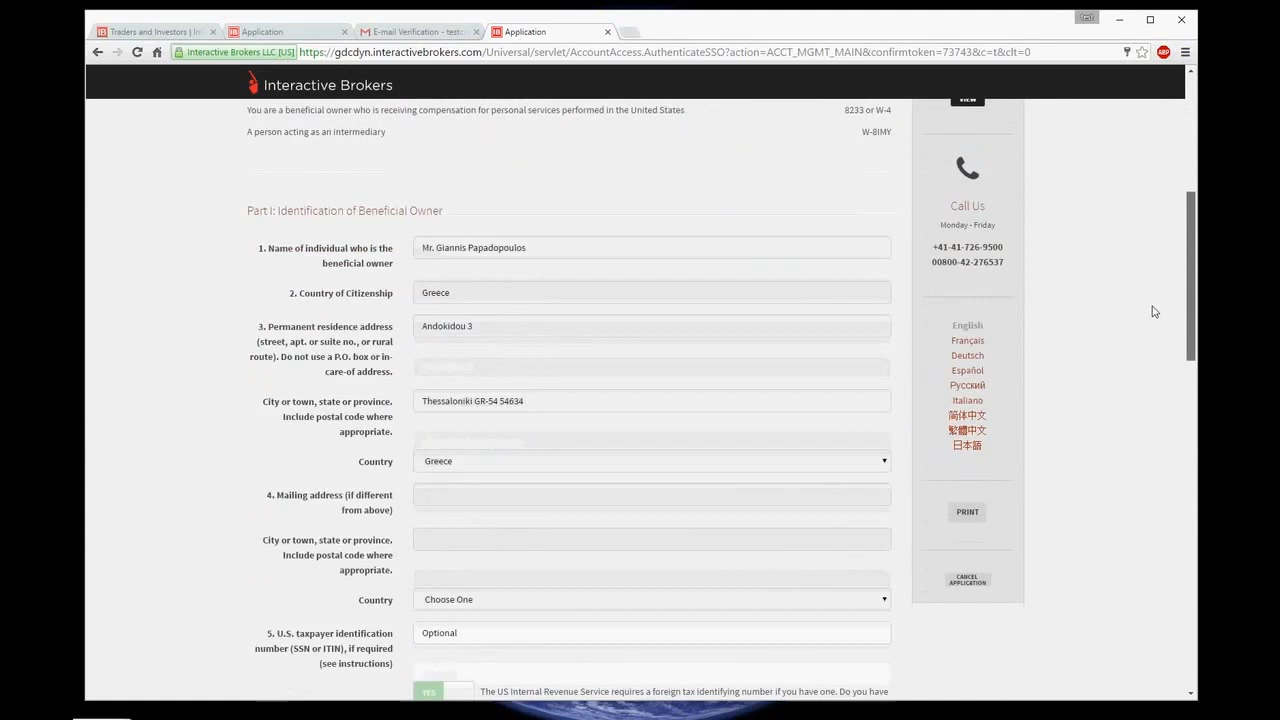 test
Traders and Investors | Int
Application
E-mail Verification - testc
Application
Interactive Brokers LLC [US]
https://gdcdyn.interactivebrokers.com/Universal/servlet/AccountAccess.AuthenticateSSO?action=ACCT_MGMT_MAIN&confirmtoken=73743&c=t&clt=0
ABP
Interactive Brokers
You are a beneficial owner who is receiving compensation for personal services performed in the United States
8233 or W-4
A person acting as an intermediary
W-8IMY
Part I: Identification of Beneficial Owner
1. Name of individual who is the
beneficial owner
Mr. Giannis Papadopoulos
2. Country of Citizenship
Greece
3. Permanent residence address
(street, apt. or suite no., or rural
route). Do not use a P.O. box or in-
care-of address.
Andokidou 3
City or town, state or province.
Include postal code where
appropriate.
Thessaloniki GR-54 54634
Country
Greece
4. Mailing address (if different
from above)
City or town, state or province.
Include postal code where
appropriate.
Country
Choose One
5. U.S. taxpayer identification
number (SSN or ITIN), if required
(see instructions)
Optional
YES
The US Internal Revenue Service requires a foreign tax identifying number if you have one. Do you have
VIEW
Call Us
Monday - Friday
+41-41-726-9500
00800-42-276537
English
Français
Deutsch
Español
Русский
Italiano
简体中文
繁體中文
日本語
PRINT
CANCEL
APPLICATION